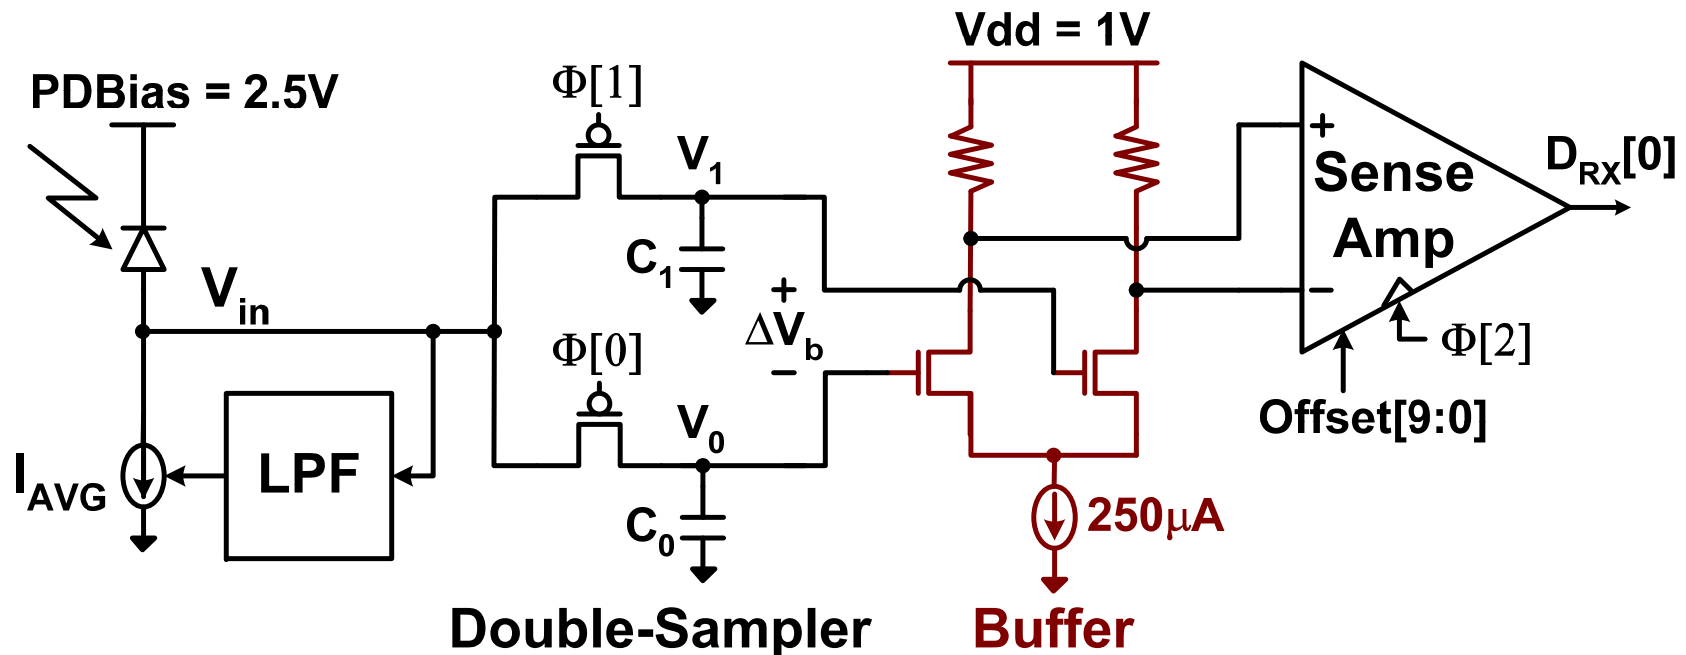 Vdd = 1V
PDBias = 2.5V
Φ[1]
V1
+
Sense
Amp
DRX[0]
C1
Vin
+
ΔVb
−
−
Φ[0]
Φ[2]
V0
Offset[9:0]
IAVG
LPF
C0
250μA
Double-Sampler
Buffer